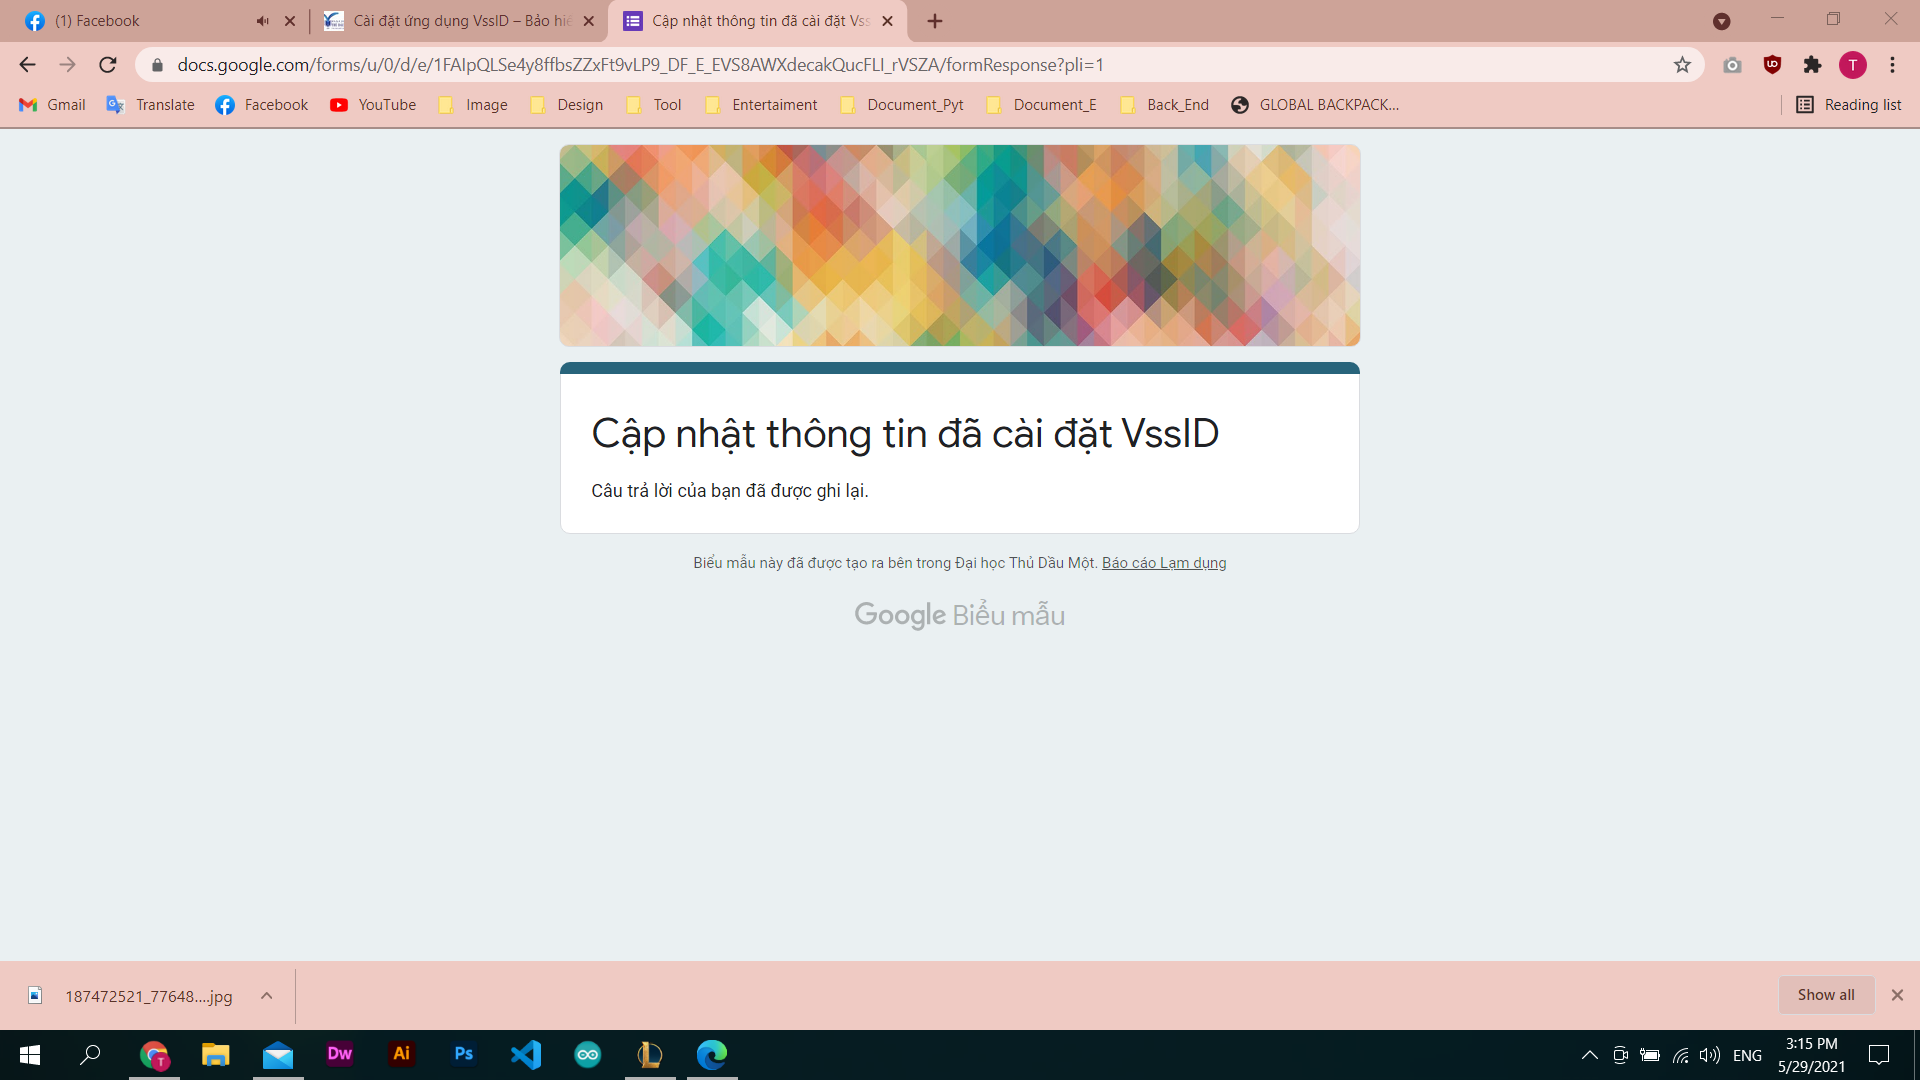 (1) Facebook
Cài đặt ứng dụng VssID – Bảo hiể
Cập nhật thông tin đã cài đặt Vss
docs.google.com/forms/u/0/d/e/1FAIpQLSe4y8ffbsZZxFt9vLP9_DF_E_EVS8AWXdecakQucFLI_rVSZA/formResponse?pli=1
T
Gmail
Translate
Facebook
YouTube
Image
Design
Tool
Entertaiment
Document_Pyt
Document_E
Back_End
GLOBAL BACKPACK...
Reading list
Cập nhật thông tin đã cài đặt VssID
Câu trả lời của bạn đã được ghi lại.
Biểu mẫu này đã được tạo ra bên trong Đại học Thủ Dầu Một. Báo cáo Lạm dụng
Google Biểu mẫu
187472521_77648....jpg
Show all
T
Dw
Ai
Ps
ENG
3:15 PM
5/29/2021